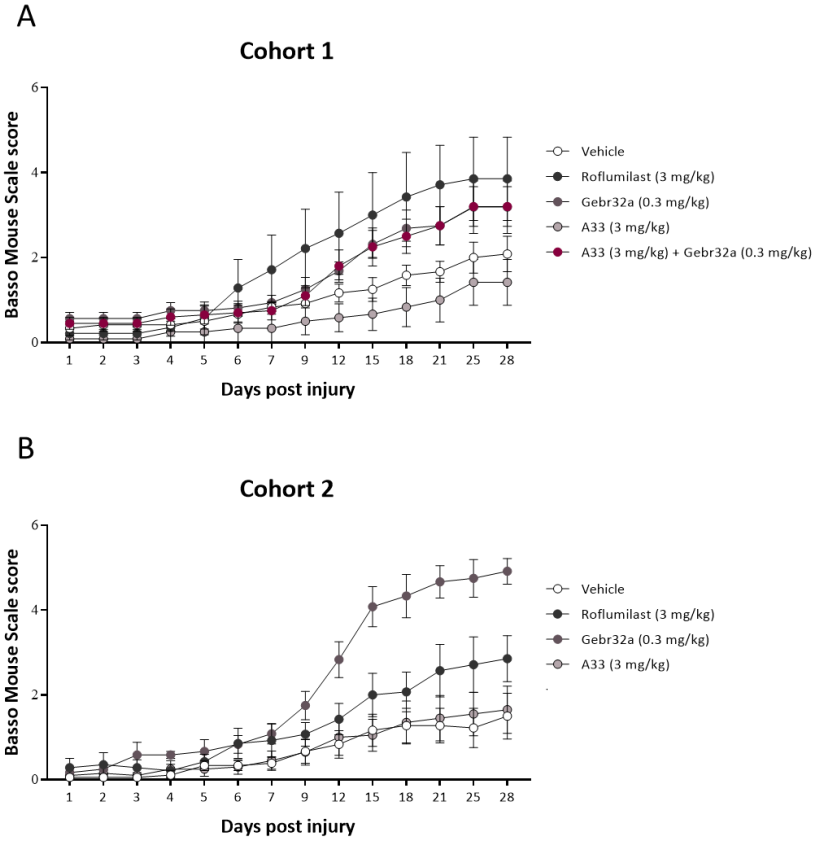 A
Cohort 1
Basso Mouse Scale score
6
4
2
0
1 2 3 4 5 6 7 9 12 15 18 21 25 28
Days post injury
Vehicle
Roflumilast (3 mg/kg)
Gebr32a (0.3 mg/kg)
A33 (3 mg/kg)
A33 (3 mg/kg) + Gebr32a (0.3 mg/kg)
B
Cohort 2
Basso Mouse Scale score
6
4
2
0
1 2 3 4 5 6 7 9 12 15 18 21 25 28
Days post injury
Vehicle
Roflumilast (3 mg/kg)
Gebr32a (0.3 mg/kg)
A33 (3 mg/kg)